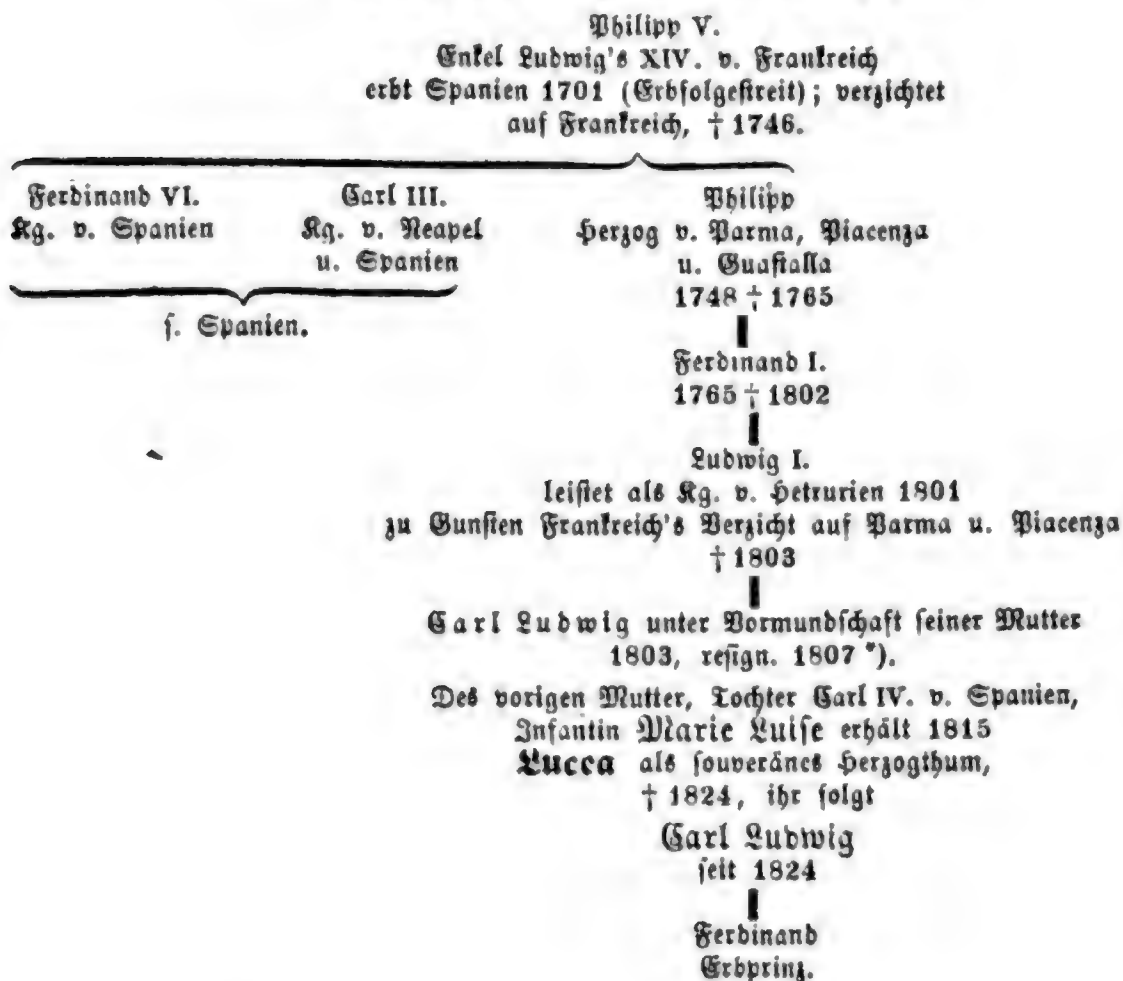 Philipp V.
Enkel Ludwig's XIV. v. Frankreich
erbt Spanien 1701 (Erbfolgestreit); verzichtet
auf Frankreich, † 1746.
Ferdinand VI.
Kg. v. Spanien
Carl III.
Kg. v. Neapel
u. Spanien
s. Spanien.
Philipp
Herzog v. Parma, Piacenza
u. Guastalla
1748 † 1765
Ferdinand I.
1765 † 1802
Ludwig I.
leistet als Kg. v. Hetrurien 1801
zu Gunsten Frankreich's Verzicht auf Parma u. Piacenza
† 1803
Carl Ludwig unter Vormundschaft seiner Mutter
1803, resign. 1807 *).
Des vorigen Mutter, Tochter Carl IV. v. Spanien,
Infantin Marie Luise erhält 1815
Lucca als souveränes Herzogthum,
† 1824, ihr folgt
Carl Ludwig
seit 1824
Ferdinand
Erbprinz.